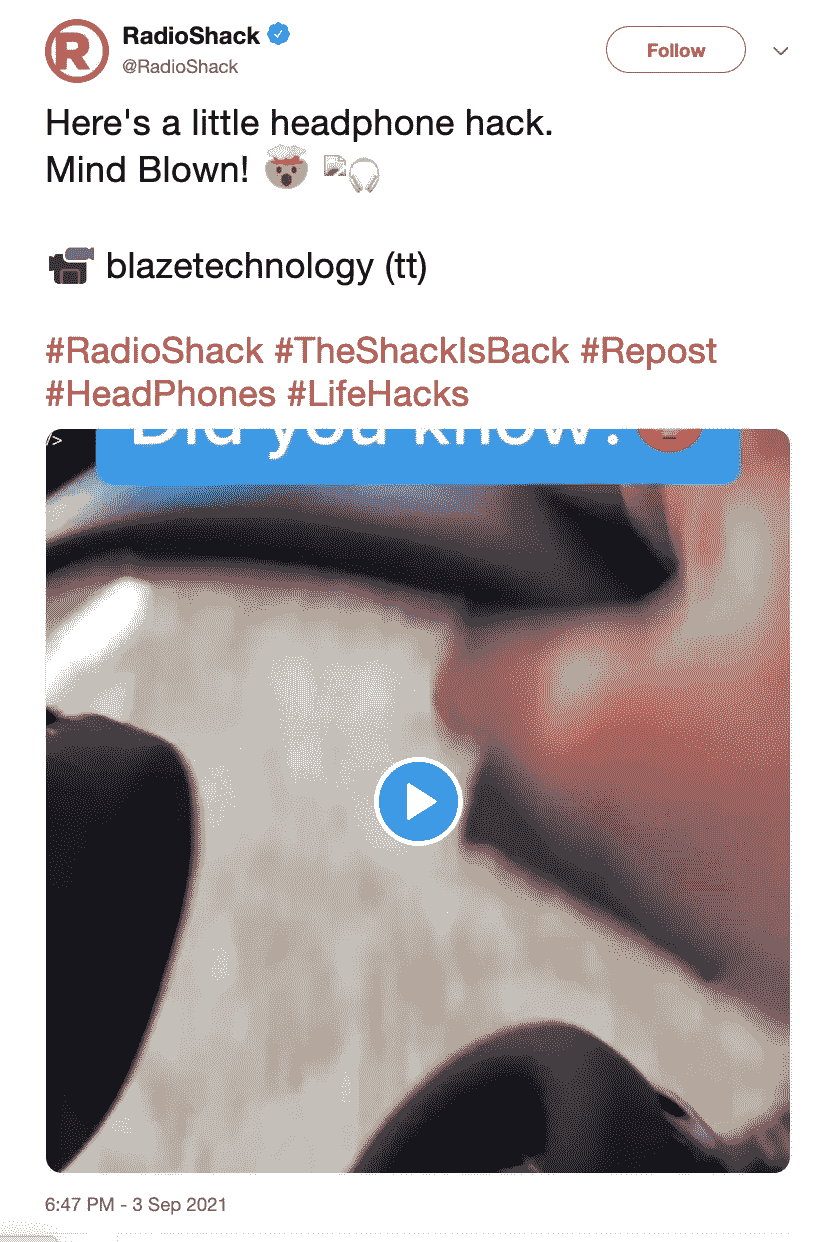 RadioShack
@RadioShack
Follow
Here's a little headphone hack.
Mind Blown! 🤯 🎧
🎥 blazetechnology (tt)
#RadioShack #TheShackIsBack #Repost
#HeadPhones #LifeHacks
/>
Did you know?
6:47 PM - 3 Sep 2021